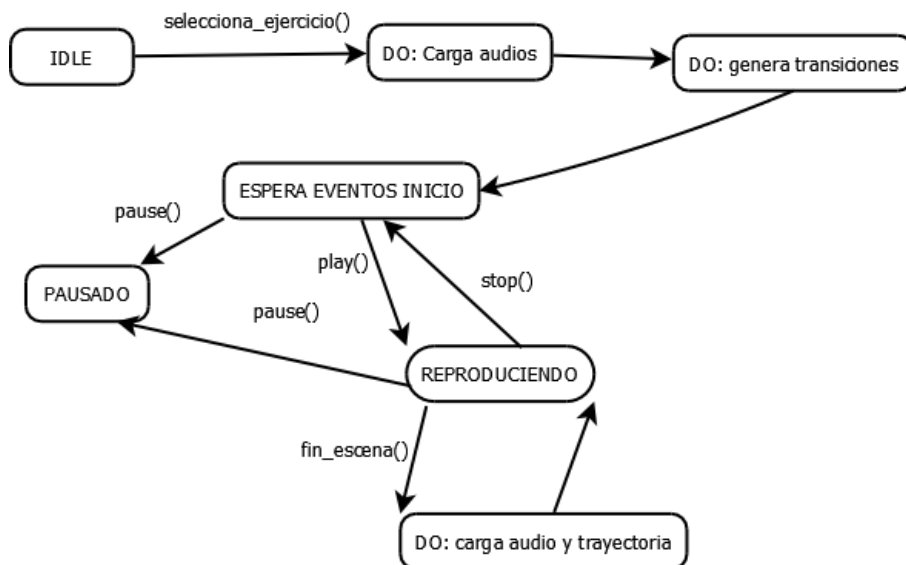 selecciona_ejercicio()
IDLE
DO: Carga audios
DO: genera transiciones
ESPERA EVENTOS INICIO
pause()
play()
stop()
PAUSADO
pause()
REPRODUCIENDO
fin_escena()
DO: carga audio y trayectoria